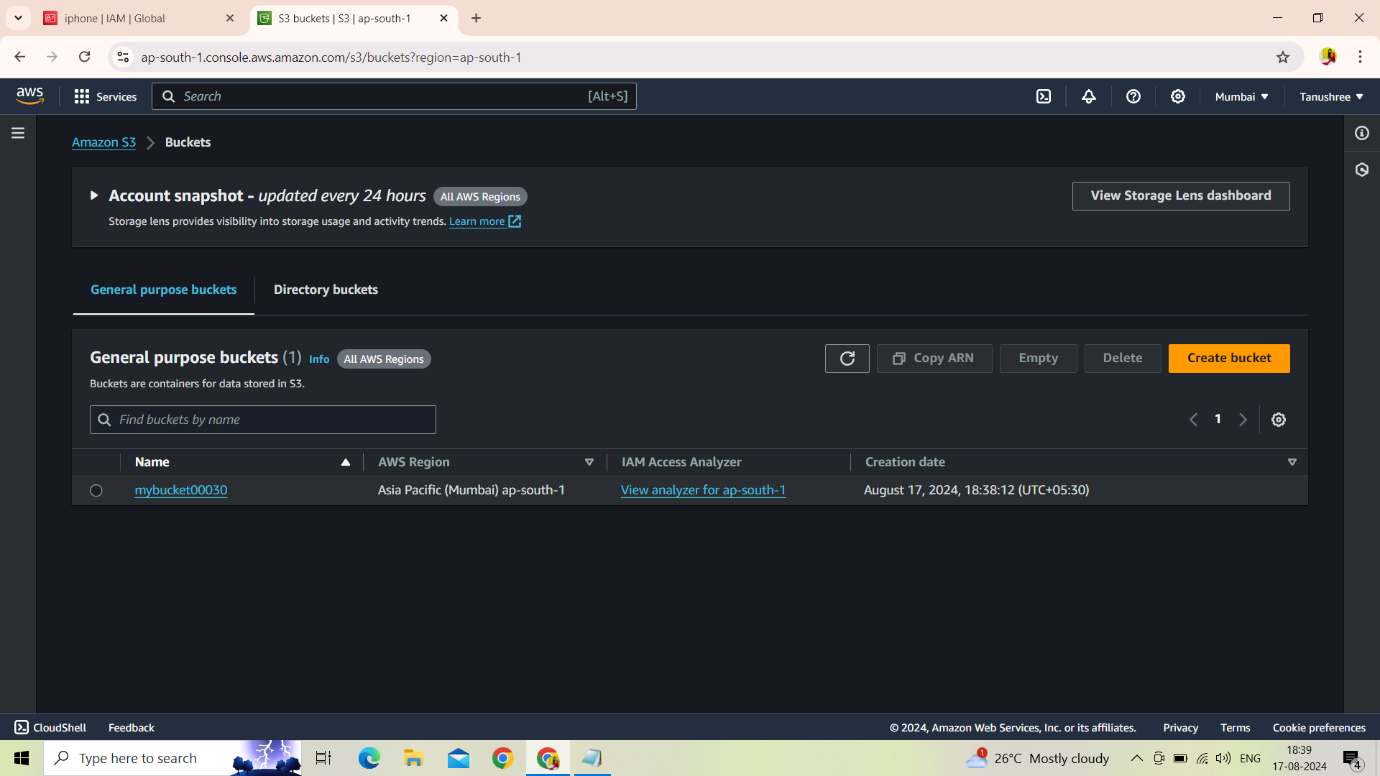 iphone | IAM | Global
S3 buckets | S3 | ap-south-1
ap-south-1.console.aws.amazon.com/s3/buckets?region=ap-south-1
aws
Services
Search
[Alt+S]
Mumbai
Tanushree
Amazon S3
Buckets
Account snapshot - updated every 24 hours
All AWS Regions
View Storage Lens dashboard
Storage lens provides visibility into storage usage and activity trends. Learn more
General purpose buckets
Directory buckets
General purpose buckets (1) Info
All AWS Regions
Copy ARN
Empty
Delete
Create bucket
Buckets are containers for data stored in S3.
Find buckets by name
1
Name
AWS Region
IAM Access Analyzer
Creation date
mybucket00030
Asia Pacific (Mumbai) ap-south-1
View analyzer for ap-south-1
August 17, 2024, 18:38:12 (UTC+05:30)
CloudShell
Feedback
© 2024, Amazon Web Services, Inc. or its affiliates.
Privacy
Terms
Cookie preferences
Type here to search
1
26°C Mostly cloudy
ENG
18:39
17-08-2024
4